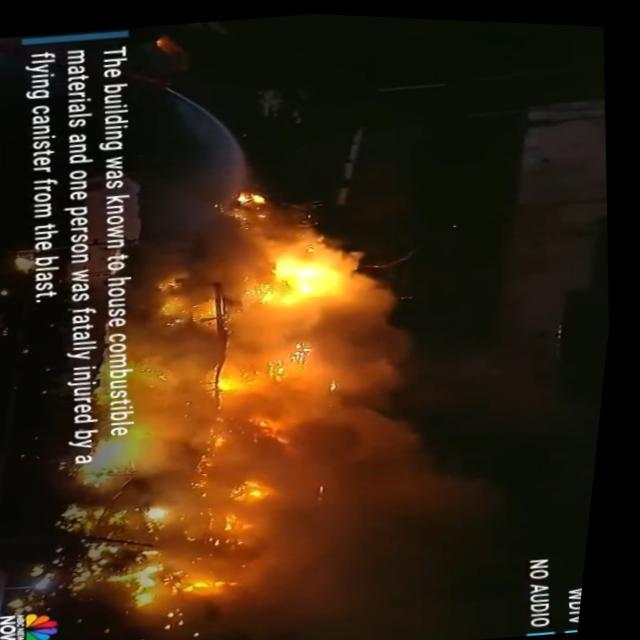 NO AUDIO
The building was known to house combustible
materials and one person was fatally injured by a
flying canister from the blast.